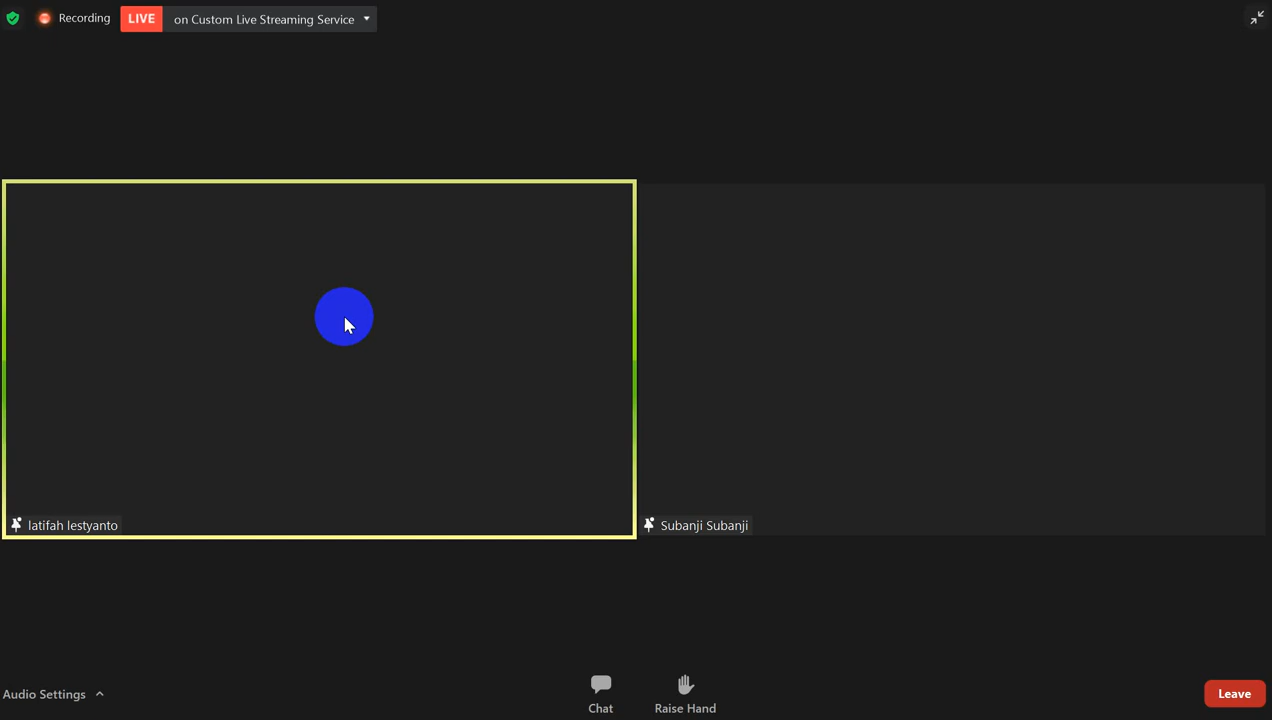 Recording
LIVE on Custom Live Streaming Service
latifah lestyanto
Subanji Subanji
Audio Settings
Chat
Raise Hand
Leave